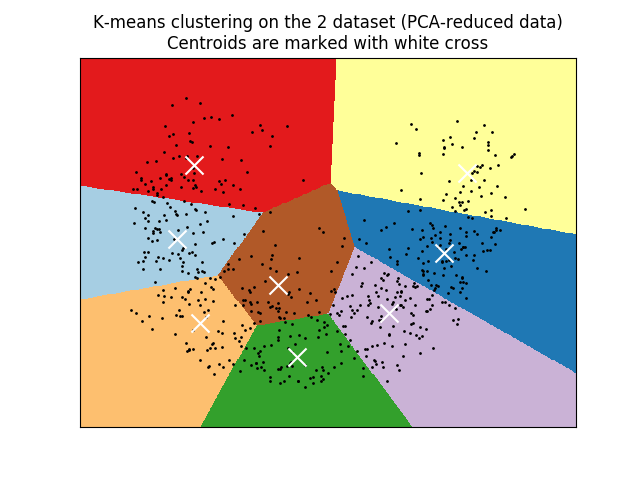 K-means clustering on the 2 dataset (PCA-reduced data)
Centroids are marked with white cross